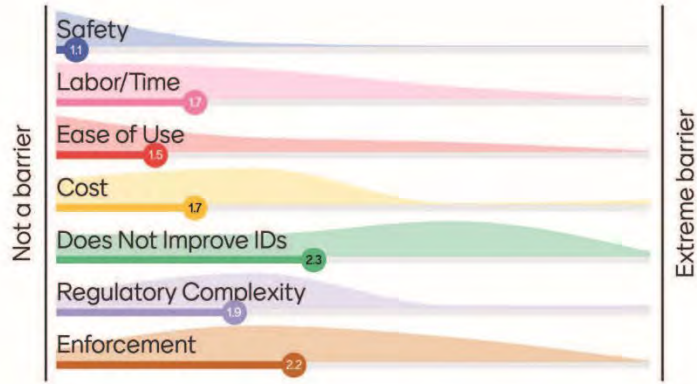 Safety
1.1
Labor/Time
1.7
Ease of Use
1.5
Cost
1.7
Does Not Improve IDs
2.3
Regulatory Complexity
1.9
Enforcement
2.2
Not a barrier
Extreme barrier